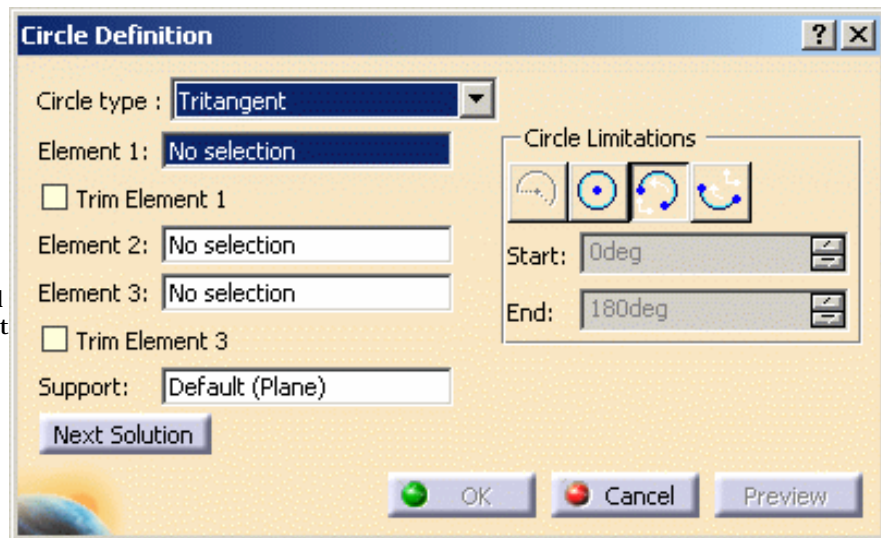 Circle Definition
? X
Circle type : Tritangent
Element 1: No selection
Trim Element 1
Element 2: No selection
Element 3: No selection
Trim Element 3
Support: Default (Plane)
Next Solution
Circle Limitations
Start: 0deg
End: 180deg
OK
Cancel
Preview
l
t